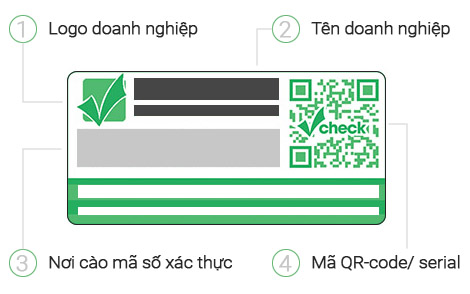 1 Logo doanh nghiệp
2 Tên doanh nghiệp
check
3 Nơi cào mã số xác thực
4 Mã QR-code/ serial